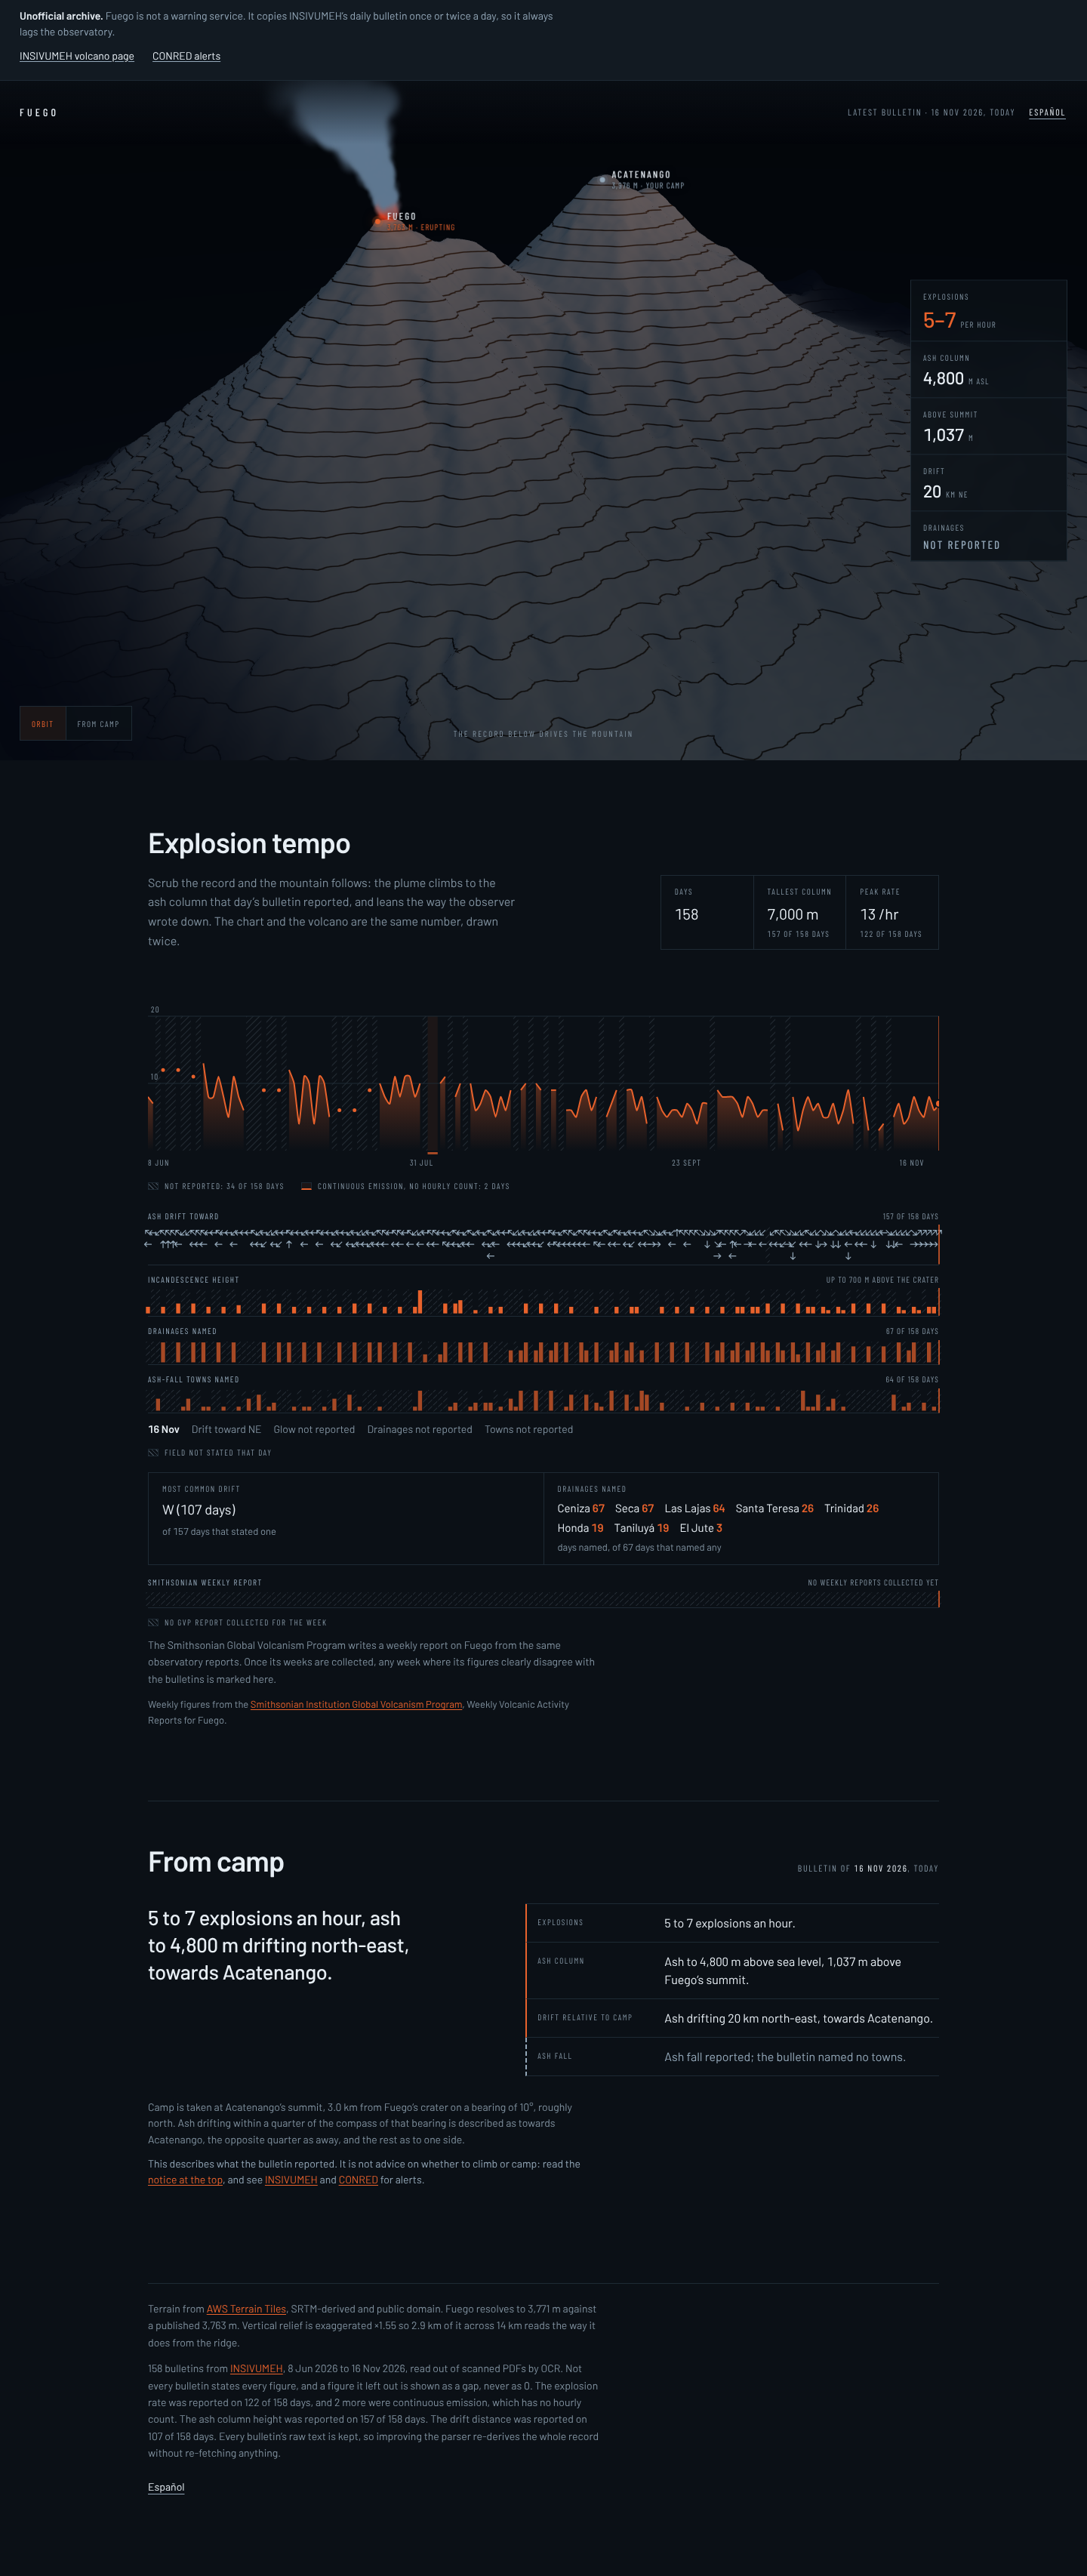 Unofficial archive. Fuego is not a warning service. It copies INSIVUMEH's daily bulletin once or twice a day, so it always
lags the observatory.
INSIVUMEH volcano page CONRED alerts
FUEGO
LATEST BULLETIN · 16 NOV 2026, TODAY ESPAÑOL
ACATENANGO
3,976 M · YOUR CAMP
FUEGO
3,763 M · ERUPTING
EXPLOSIONS
5–7 PER HOUR
ASH COLUMN
4,800 M ASL
ABOVE SUMMIT
1,037 M
DRIFT
20 KM NE
DRAINAGES
NOT REPORTED
ORBIT FROM CAMP
THE RECORD BELOW DRIVES THE MOUNTAIN
Explosion tempo
Scrub the record and the mountain follows: the plume climbs to the
ash column that day's bulletin reported, and leans the way the observer
wrote down. The chart and the volcano are the same number, drawn
twice.
DAYS
158
TALLEST COLUMN
7,000 m
157 OF 158 DAYS
PEAK RATE
13 /hr
122 OF 158 DAYS
20
10
8 JUN 31 JUL 23 SEPT 16 NOV
NOT REPORTED: 34 OF 158 DAYS CONTINUOUS EMISSION, NO HOURLY COUNT: 2 DAYS
ASH DRIFT TOWARD 157 OF 158 DAYS
INCANDESCENCE HEIGHT UP TO 700 M ABOVE THE CRATER
DRAINAGES NAMED 67 OF 158 DAYS
ASH-FALL TOWNS NAMED 64 OF 158 DAYS
16 Nov Drift toward NE Glow not reported Drainages not reported Towns not reported
FIELD NOT STATED THAT DAY
MOST COMMON DRIFT
W (107 days)
of 157 days that stated one
DRAINAGES NAMED
Ceniza 67 Seca 67 Las Lajas 64 Santa Teresa 26 Trinidad 26
Honda 19 Taniluyá 19 El Jute 3
days named, of 67 days that named any
SMITHSONIAN WEEKLY REPORT NO WEEKLY REPORTS COLLECTED YET
NO GVP REPORT COLLECTED FOR THE WEEK
The Smithsonian Global Volcanism Program writes a weekly report on Fuego from the same
observatory reports. Once its weeks are collected, any week where its figures clearly disagree with
the bulletins is marked here.
Weekly figures from the Smithsonian Institution Global Volcanism Program, Weekly Volcanic Activity
Reports for Fuego.
From camp
BULLETIN OF 16 NOV 2026, TODAY
5 to 7 explosions an hour, ash
to 4,800 m drifting north-east,
towards Acatenango.
EXPLOSIONS 5 to 7 explosions an hour.
ASH COLUMN Ash to 4,800 m above sea level, 1,037 m above
Fuego's summit.
DRIFT RELATIVE TO CAMP Ash drifting 20 km north-east, towards Acatenango.
ASH FALL Ash fall reported; the bulletin named no towns.
Camp is taken at Acatenango's summit, 3.0 km from Fuego's crater on a bearing of 10°, roughly
north. Ash drifting within a quarter of the compass of that bearing is described as towards
Acatenango, the opposite quarter as away, and the rest as to one side.
This describes what the bulletin reported. It is not advice on whether to climb or camp: read the
notice at the top, and see INSIVUMEH and CONRED for alerts.
Terrain from AWS Terrain Tiles, SRTM-derived and public domain. Fuego resolves to 3,771 m against
a published 3,763 m. Vertical relief is exaggerated ×1.55 so 2.9 km of it across 14 km reads the way it
does from the ridge.
158 bulletins from INSIVUMEH, 8 Jun 2026 to 16 Nov 2026, read out of scanned PDFs by OCR. Not
every bulletin states every figure, and a figure it left out is shown as a gap, never as 0. The explosion
rate was reported on 122 of 158 days, and 2 more were continuous emission, which has no hourly
count. The ash column height was reported on 157 of 158 days. The drift distance was reported on
107 of 158 days. Every bulletin's raw text is kept, so improving the parser re-derives the whole record
without re-fetching anything.
Español